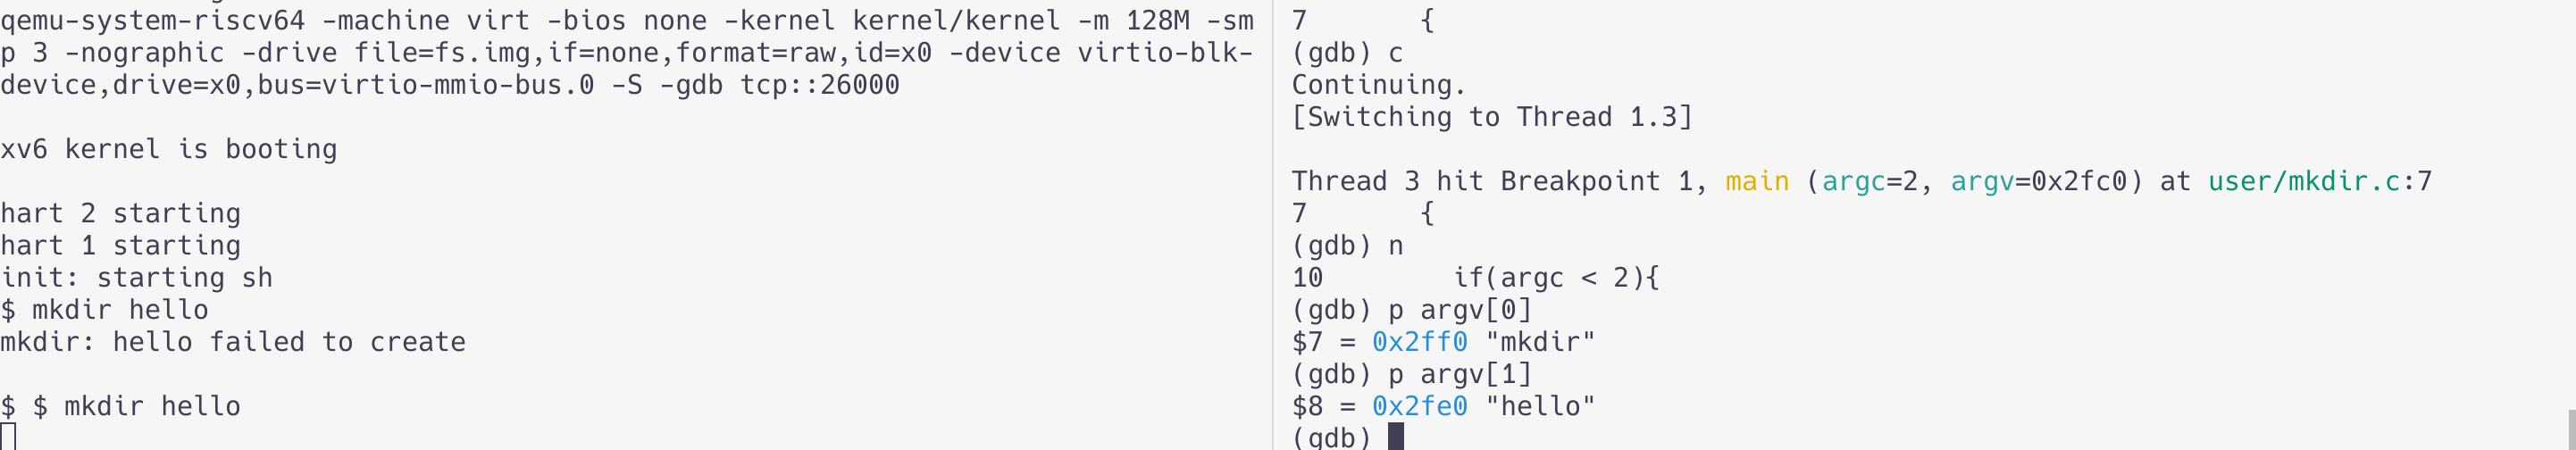 qemu-system-riscv64 -machine virt -bios none -kernel kernel/kernel -m 128M -sm
p 3 -nographic -drive file=fs.img,if=none,format=raw,id=x0 -device virtio-blk-
device,drive=x0,bus=virtio-mmio-bus.0 -S -gdb tcp::26000
xv6 kernel is booting
hart 2 starting
hart 1 starting
init: starting sh
$ mkdir hello
mkdir: hello failed to create
$ $ mkdir hello
7       {
(gdb) c
Continuing.
[Switching to Thread 1.3]
Thread 3 hit Breakpoint 1, main (argc=2, argv=0x2fc0) at user/mkdir.c:7
7       {
(gdb) n
10        if(argc < 2){
(gdb) p argv[0]
$7 = 0x2ff0 "mkdir"
(gdb) p argv[1]
$8 = 0x2fe0 "hello"
(gdb)